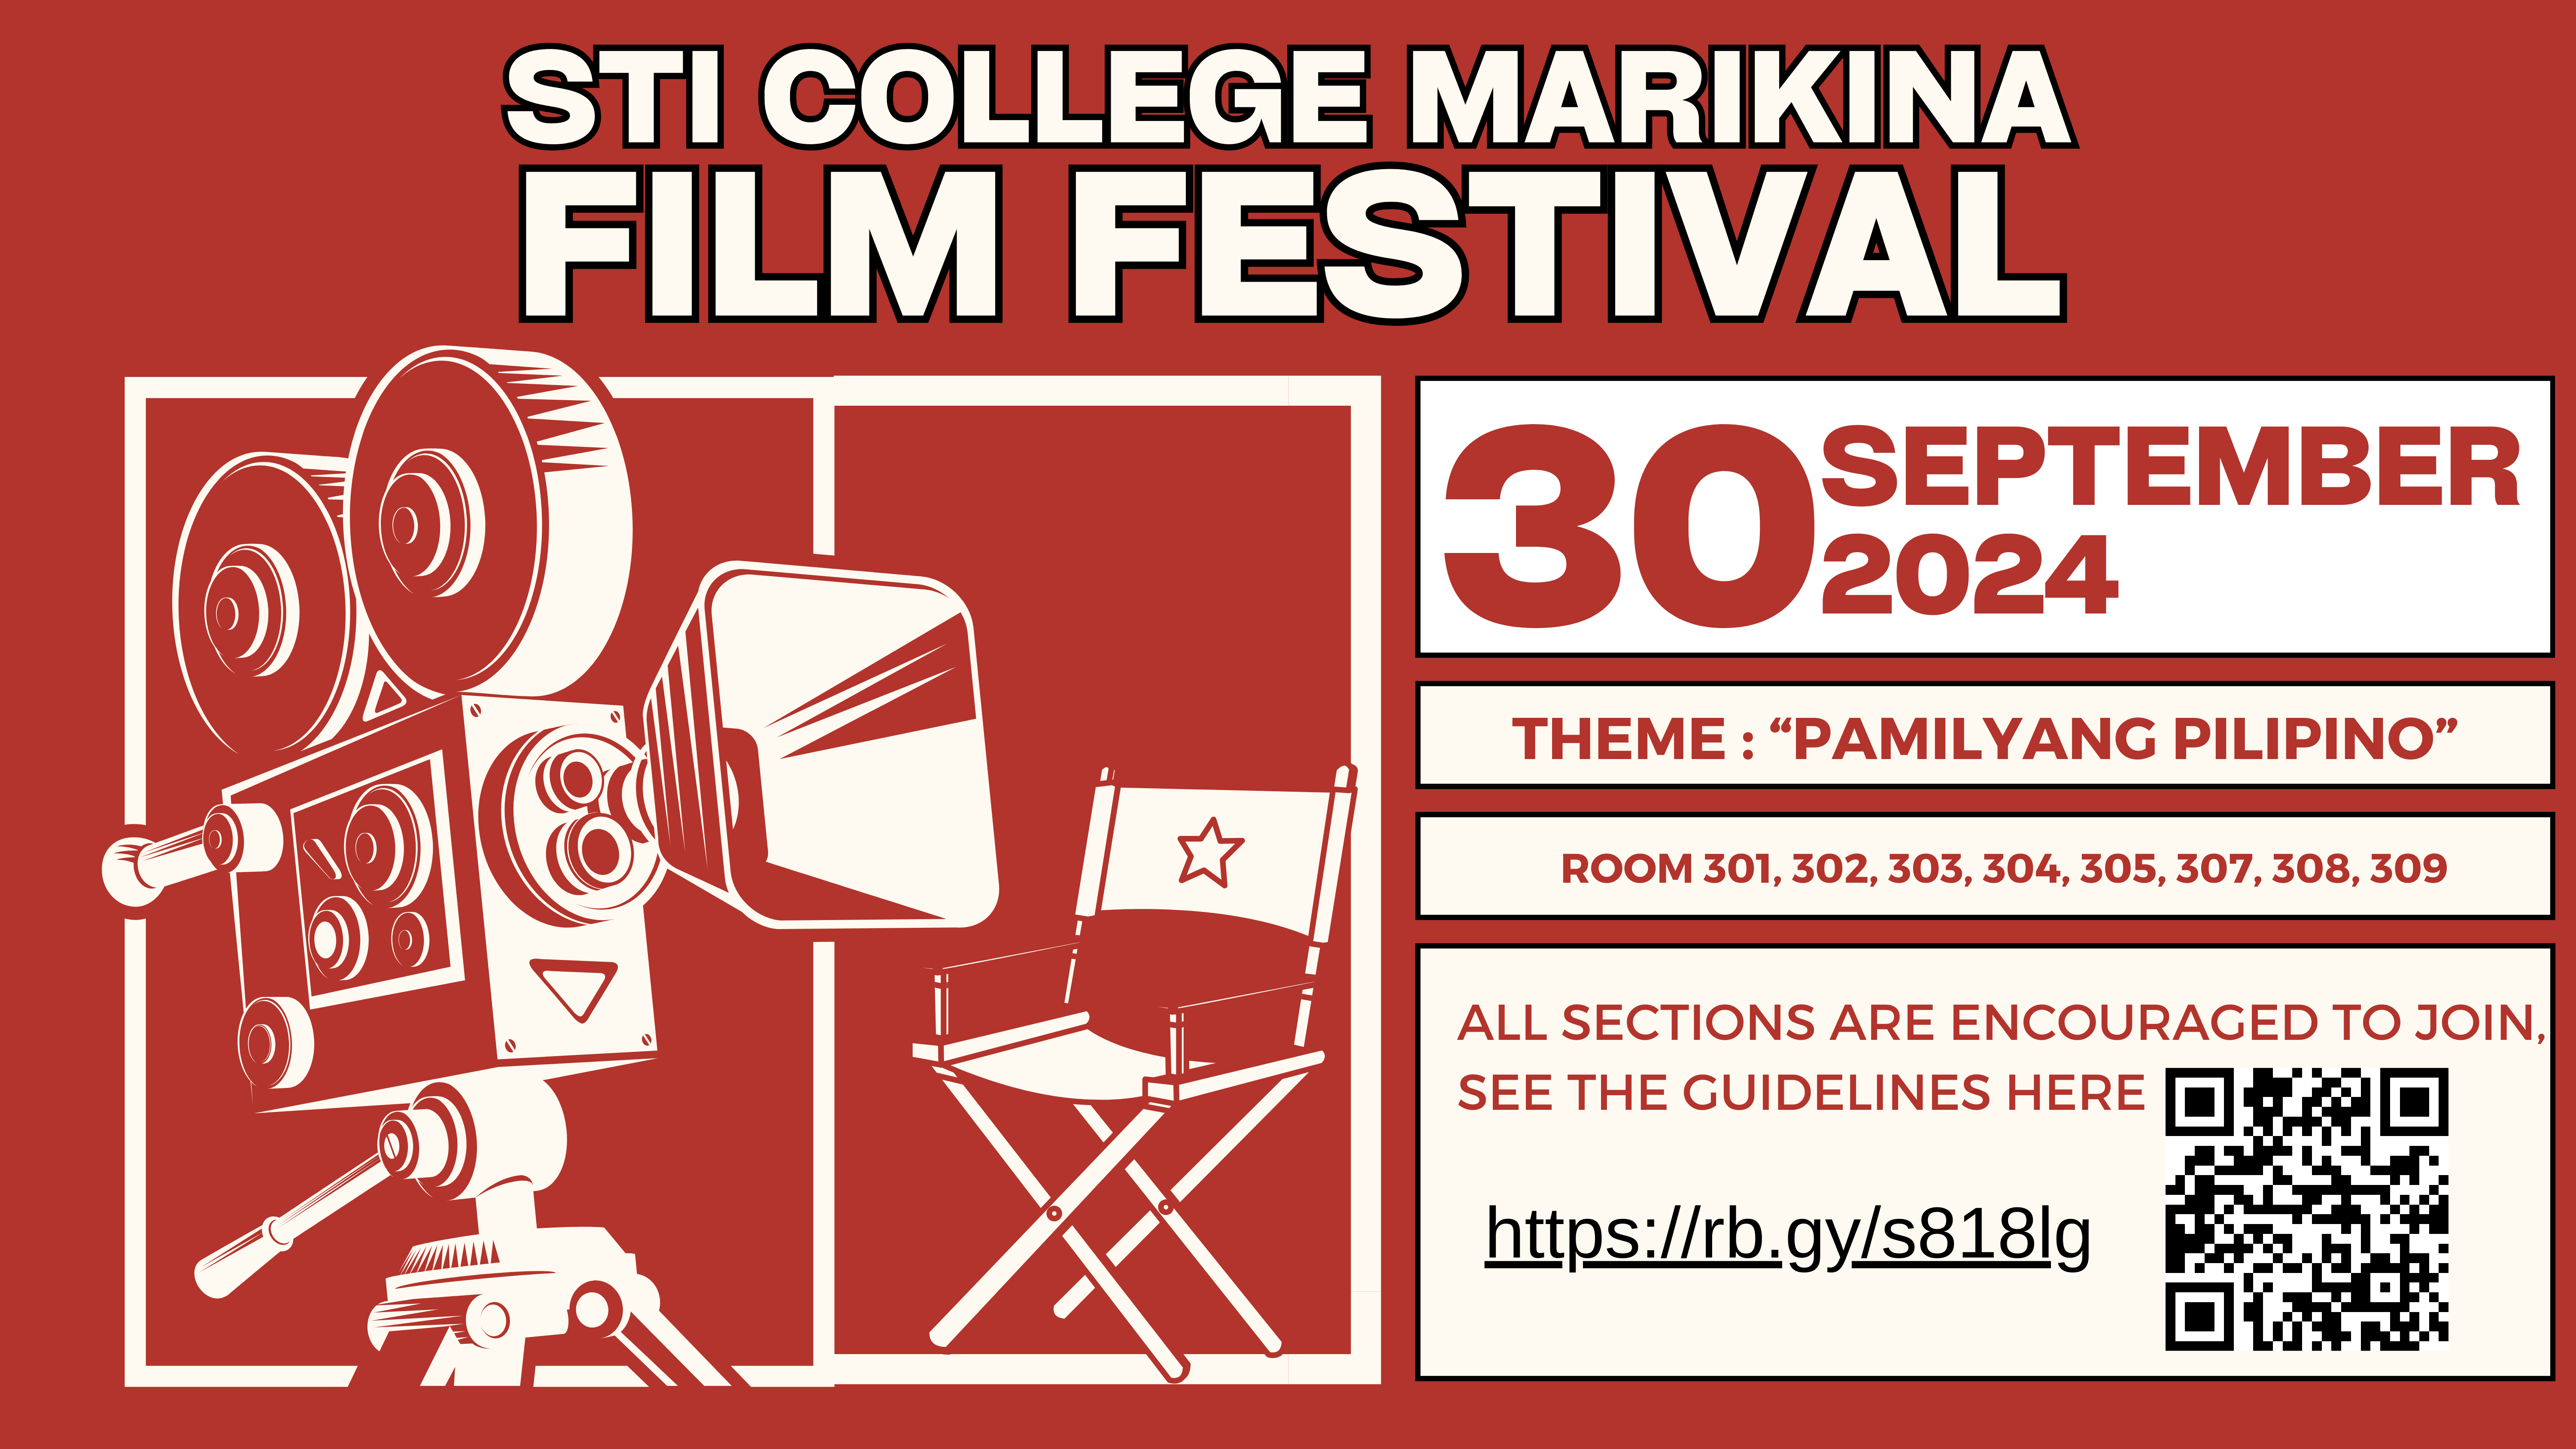 STI COLLEGE MARIKINA
FILM FESTIVAL
30 SEPTEMBER
2024
THEME : “PAMILYANG PILIPINO”
ROOM 301, 302, 303, 304, 305, 307, 308, 309
ALL SECTIONS ARE ENCOURAGED TO JOIN,
SEE THE GUIDELINES HERE
https://rb.gy/s818lg